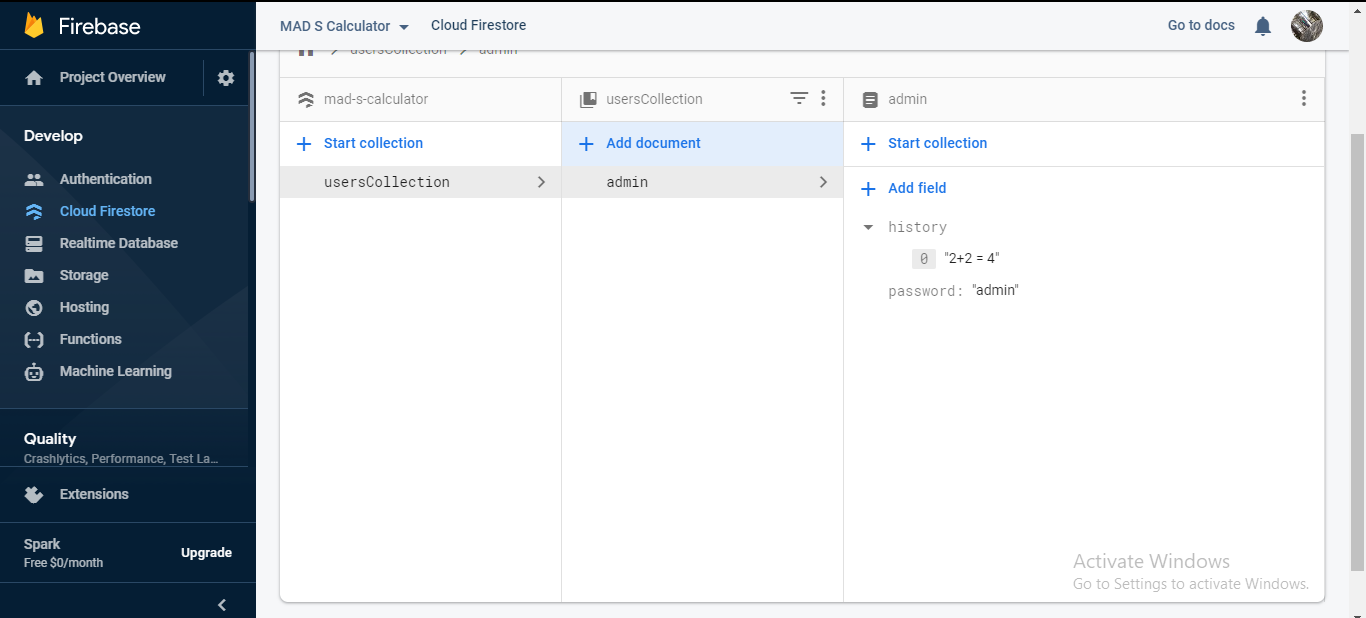 Firebase
Project Overview
Develop
Authentication
Cloud Firestore
Realtime Database
Storage
Hosting
Functions
Machine Learning
Quality
Crashlytics, Performance, Test La...
Extensions
Spark
Free $0/month
Upgrade
MAD S Calculator
Cloud Firestore
Go to docs
usersCollection
admin
mad-s-calculator
Start collection
usersCollection
usersCollection
Add document
admin
admin
Start collection
Add field
history
0 "2+2 = 4"
password: "admin"
Activate Windows
Go to Settings to activate Windows.